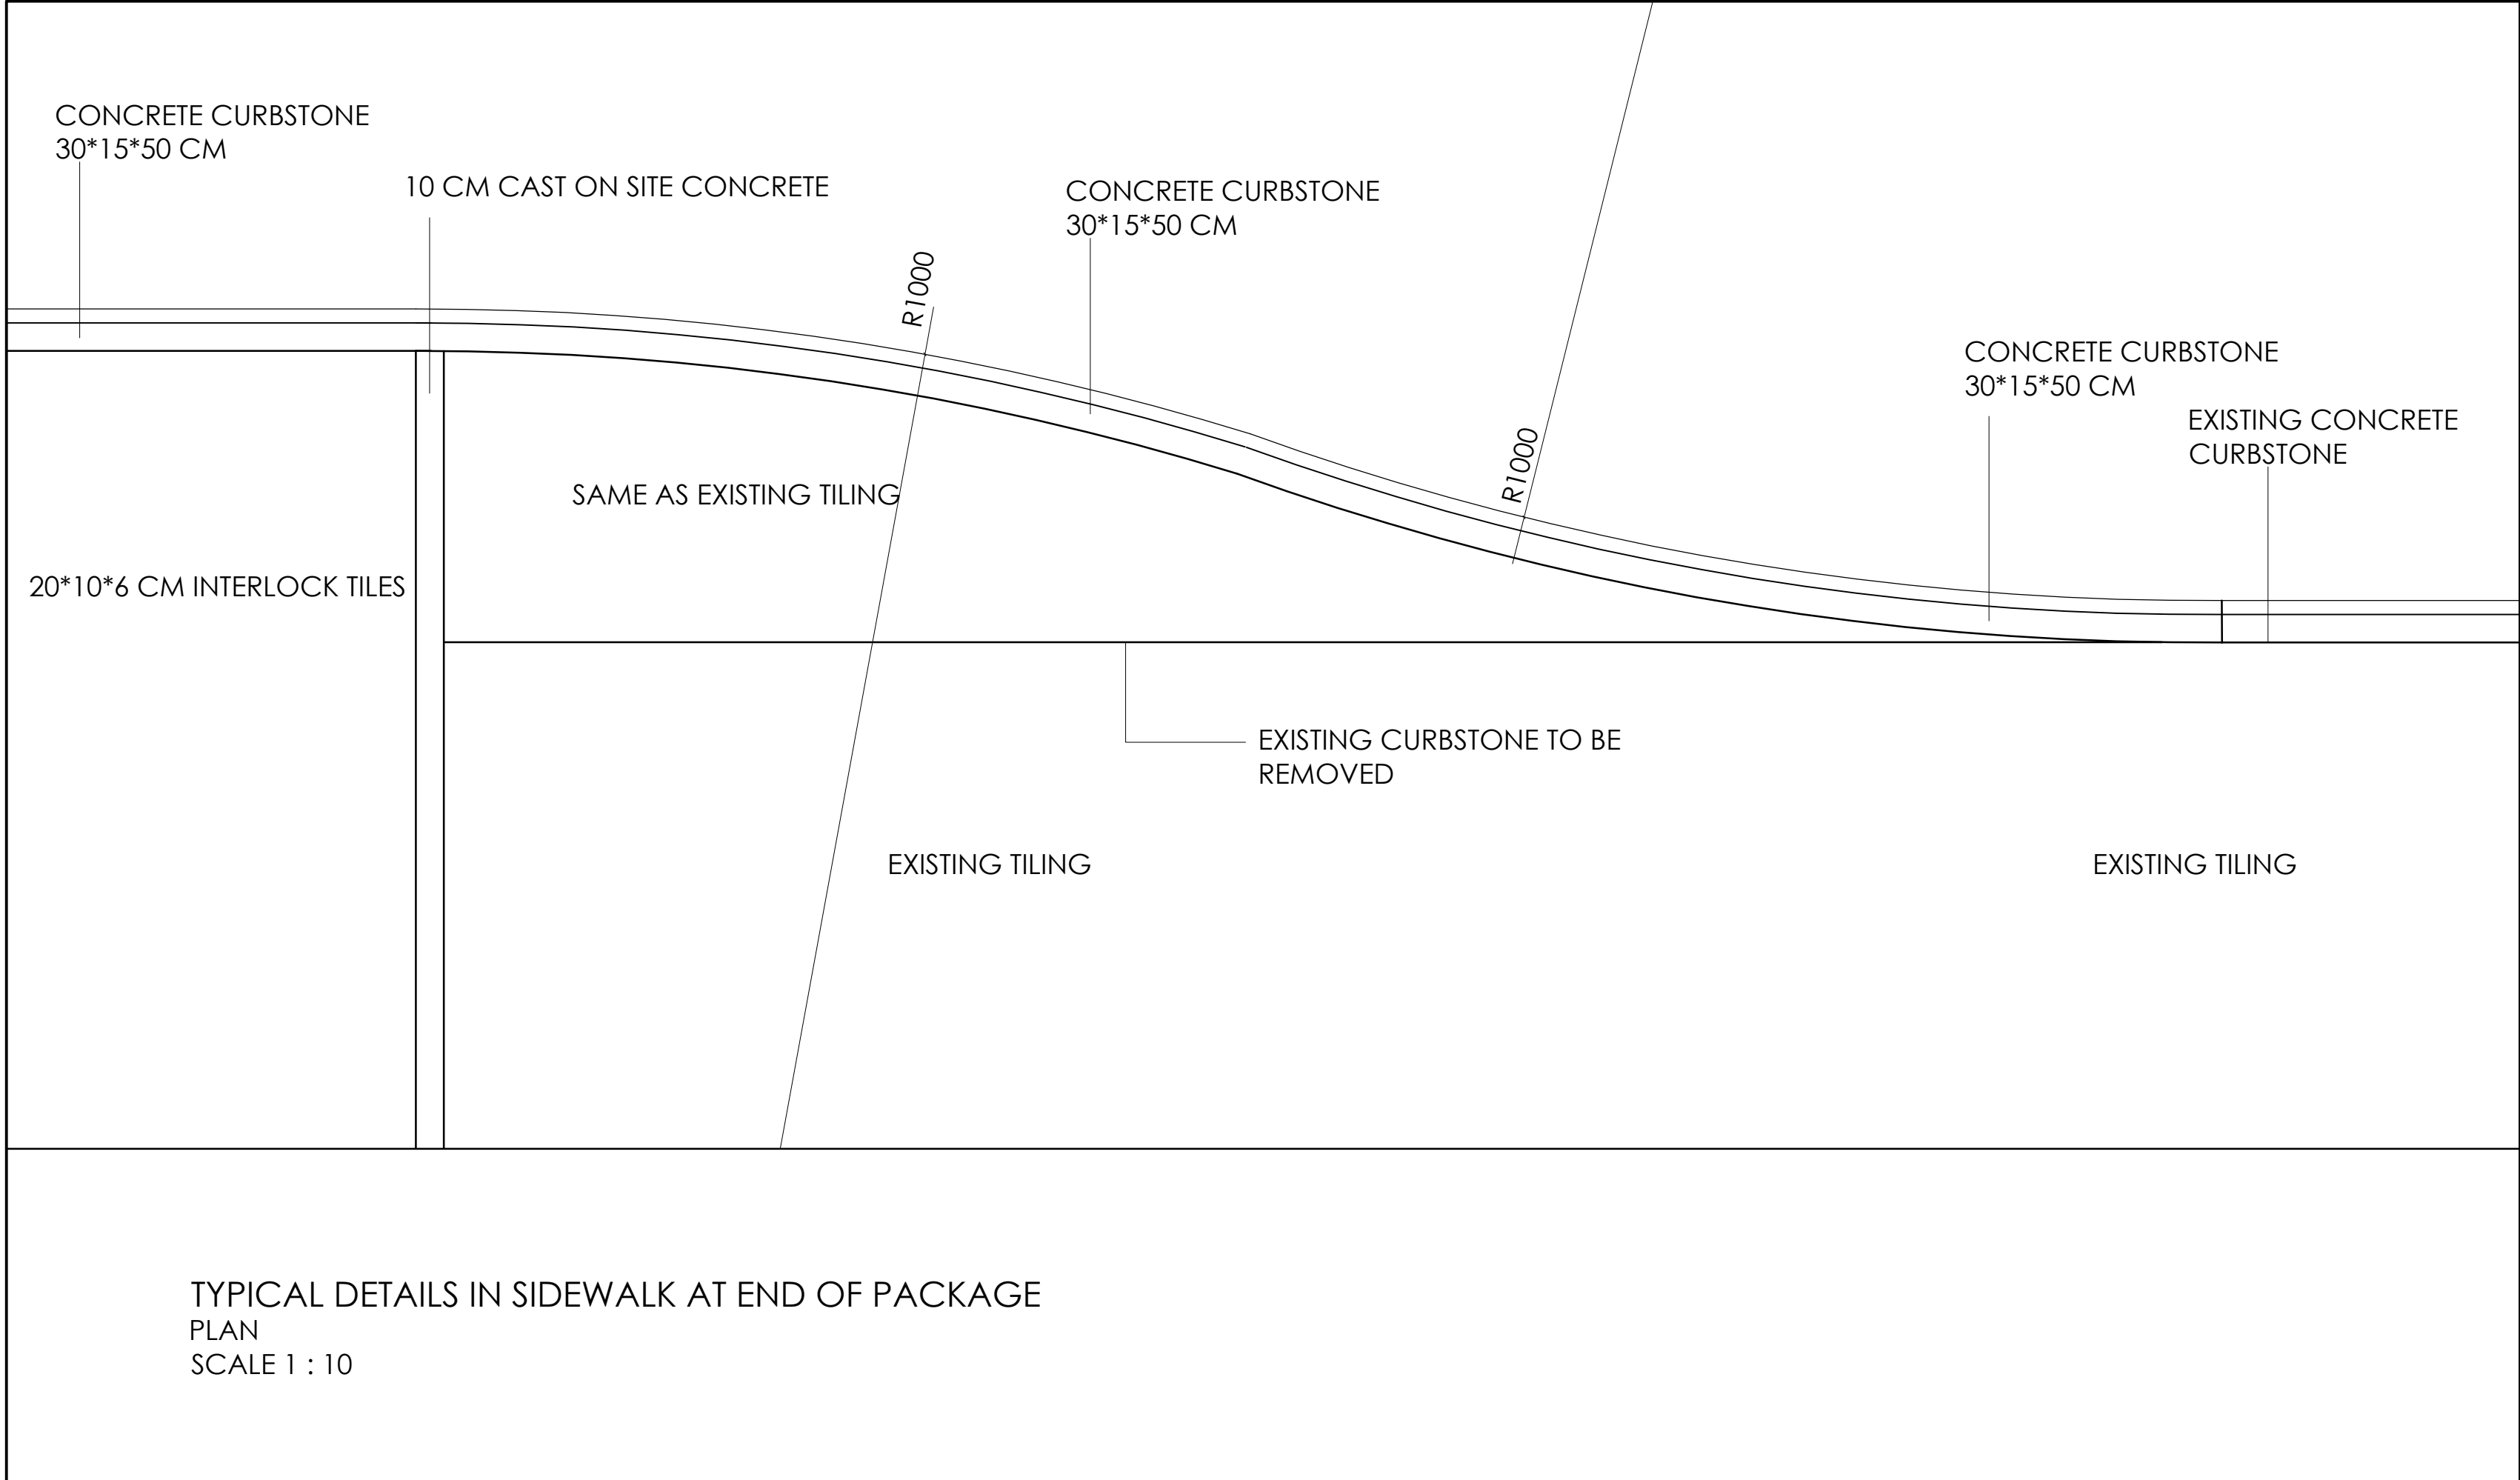 CONCRETE CURBSTONE
30*15*50 CM
10 CM CAST ON SITE CONCRETE
CONCRETE CURBSTONE
30*15*50 CM
R1000
CONCRETE CURBSTONE
30*15*50 CM
EXISTING CONCRETE
CURBSTONE
R1000
SAME AS EXISTING TILING
20*10*6 CM INTERLOCK TILES
EXISTING CURBSTONE TO BE
REMOVED
EXISTING TILING
EXISTING TILING
TYPICAL DETAILS IN SIDEWALK AT END OF PACKAGE
PLAN
SCALE 1 : 10